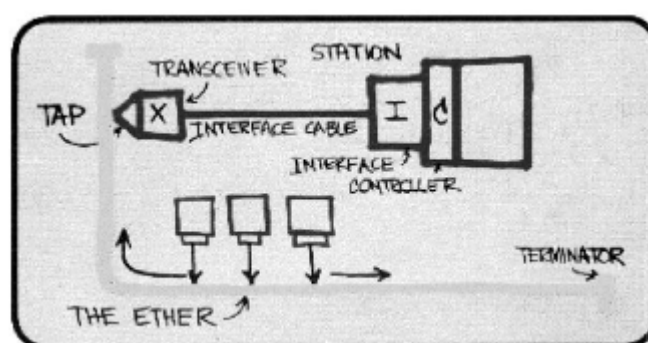 STATION
TRANSCEIVER
TAP
X
I
C
INTERFACE CABLE
INTERFACE
CONTROLLER
TERMINATOR
THE ETHER